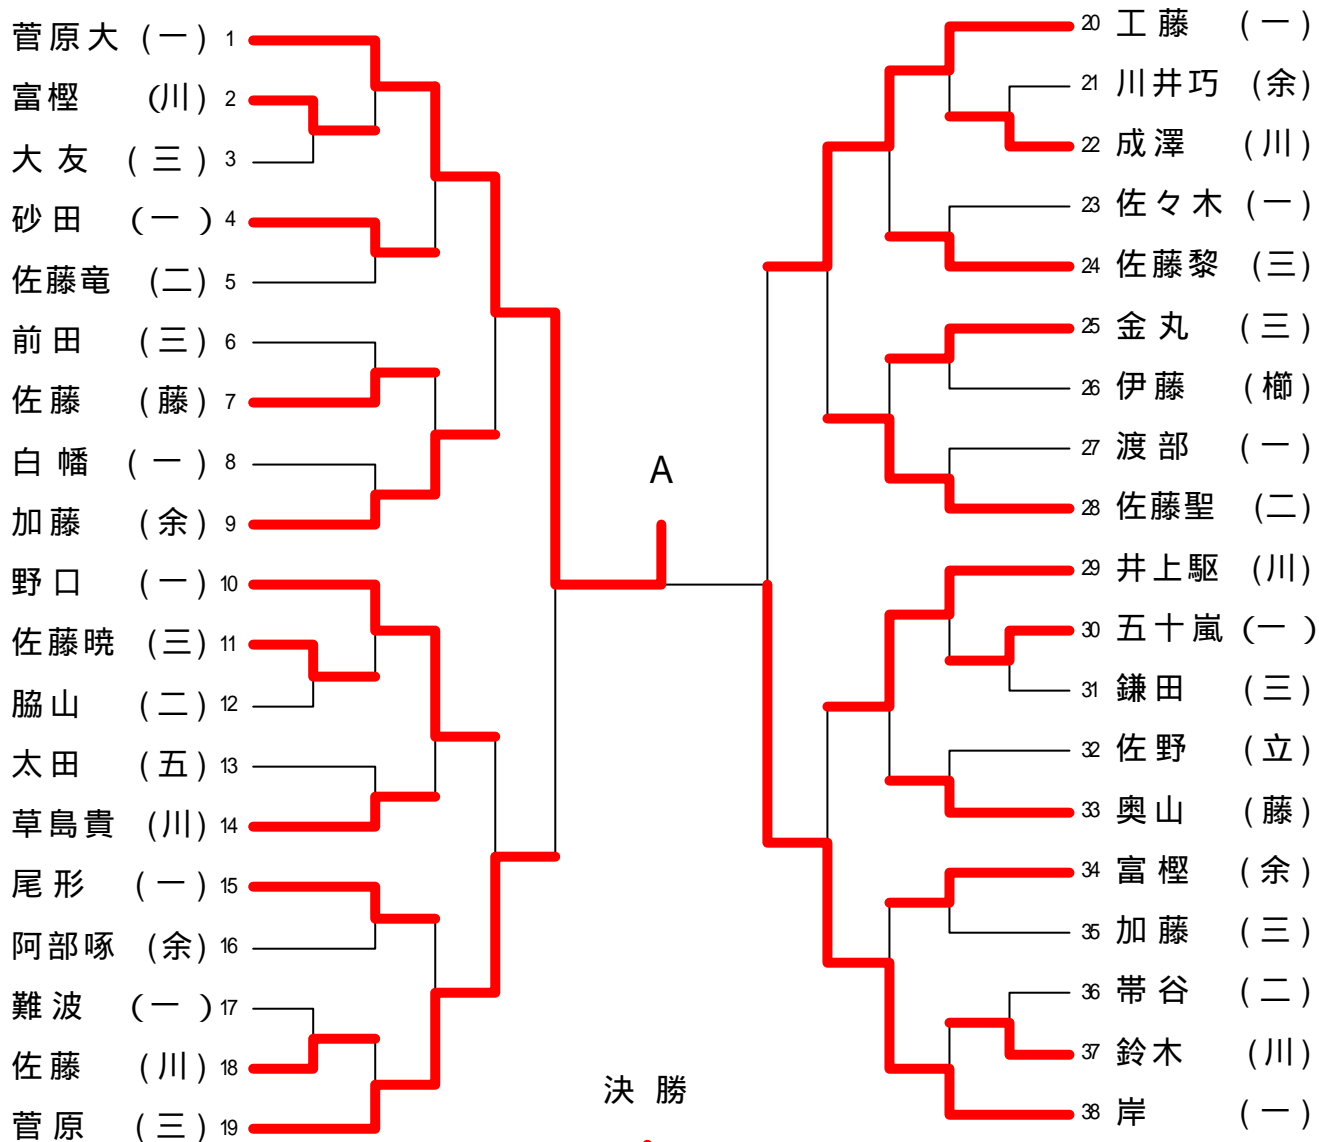 菅原大 (一) 1
富樫 (川) 2
大友 (三) 3
砂田 (一) 4
佐藤竜 (二) 5
前田 (三) 6
佐藤 (藤) 7
白幡 (一) 8
加藤 (余) 9
野口 (一) 10
佐藤暁 (三) 11
脇山 (二) 12
太田 (五) 13
草島貴 (川) 14
尾形 (一) 15
阿部啄 (余) 16
難波 (一) 17
佐藤 (川) 18
菅原 (三) 19
A
決勝
20 工藤 (一)
21 川井巧 (余)
22 成澤 (川)
23 佐々木 (一)
24 佐藤黎 (三)
25 金丸 (三)
26 伊藤 (櫛)
27 渡部 (一)
28 佐藤聖 (二)
29 井上駆 (川)
30 五十嵐 (一)
31 鎌田 (三)
32 佐野 (立)
33 奥山 (藤)
34 富樫 (余)
35 加藤 (三)
36 帯谷 (二)
37 鈴木 (川)
38 岸 (一)